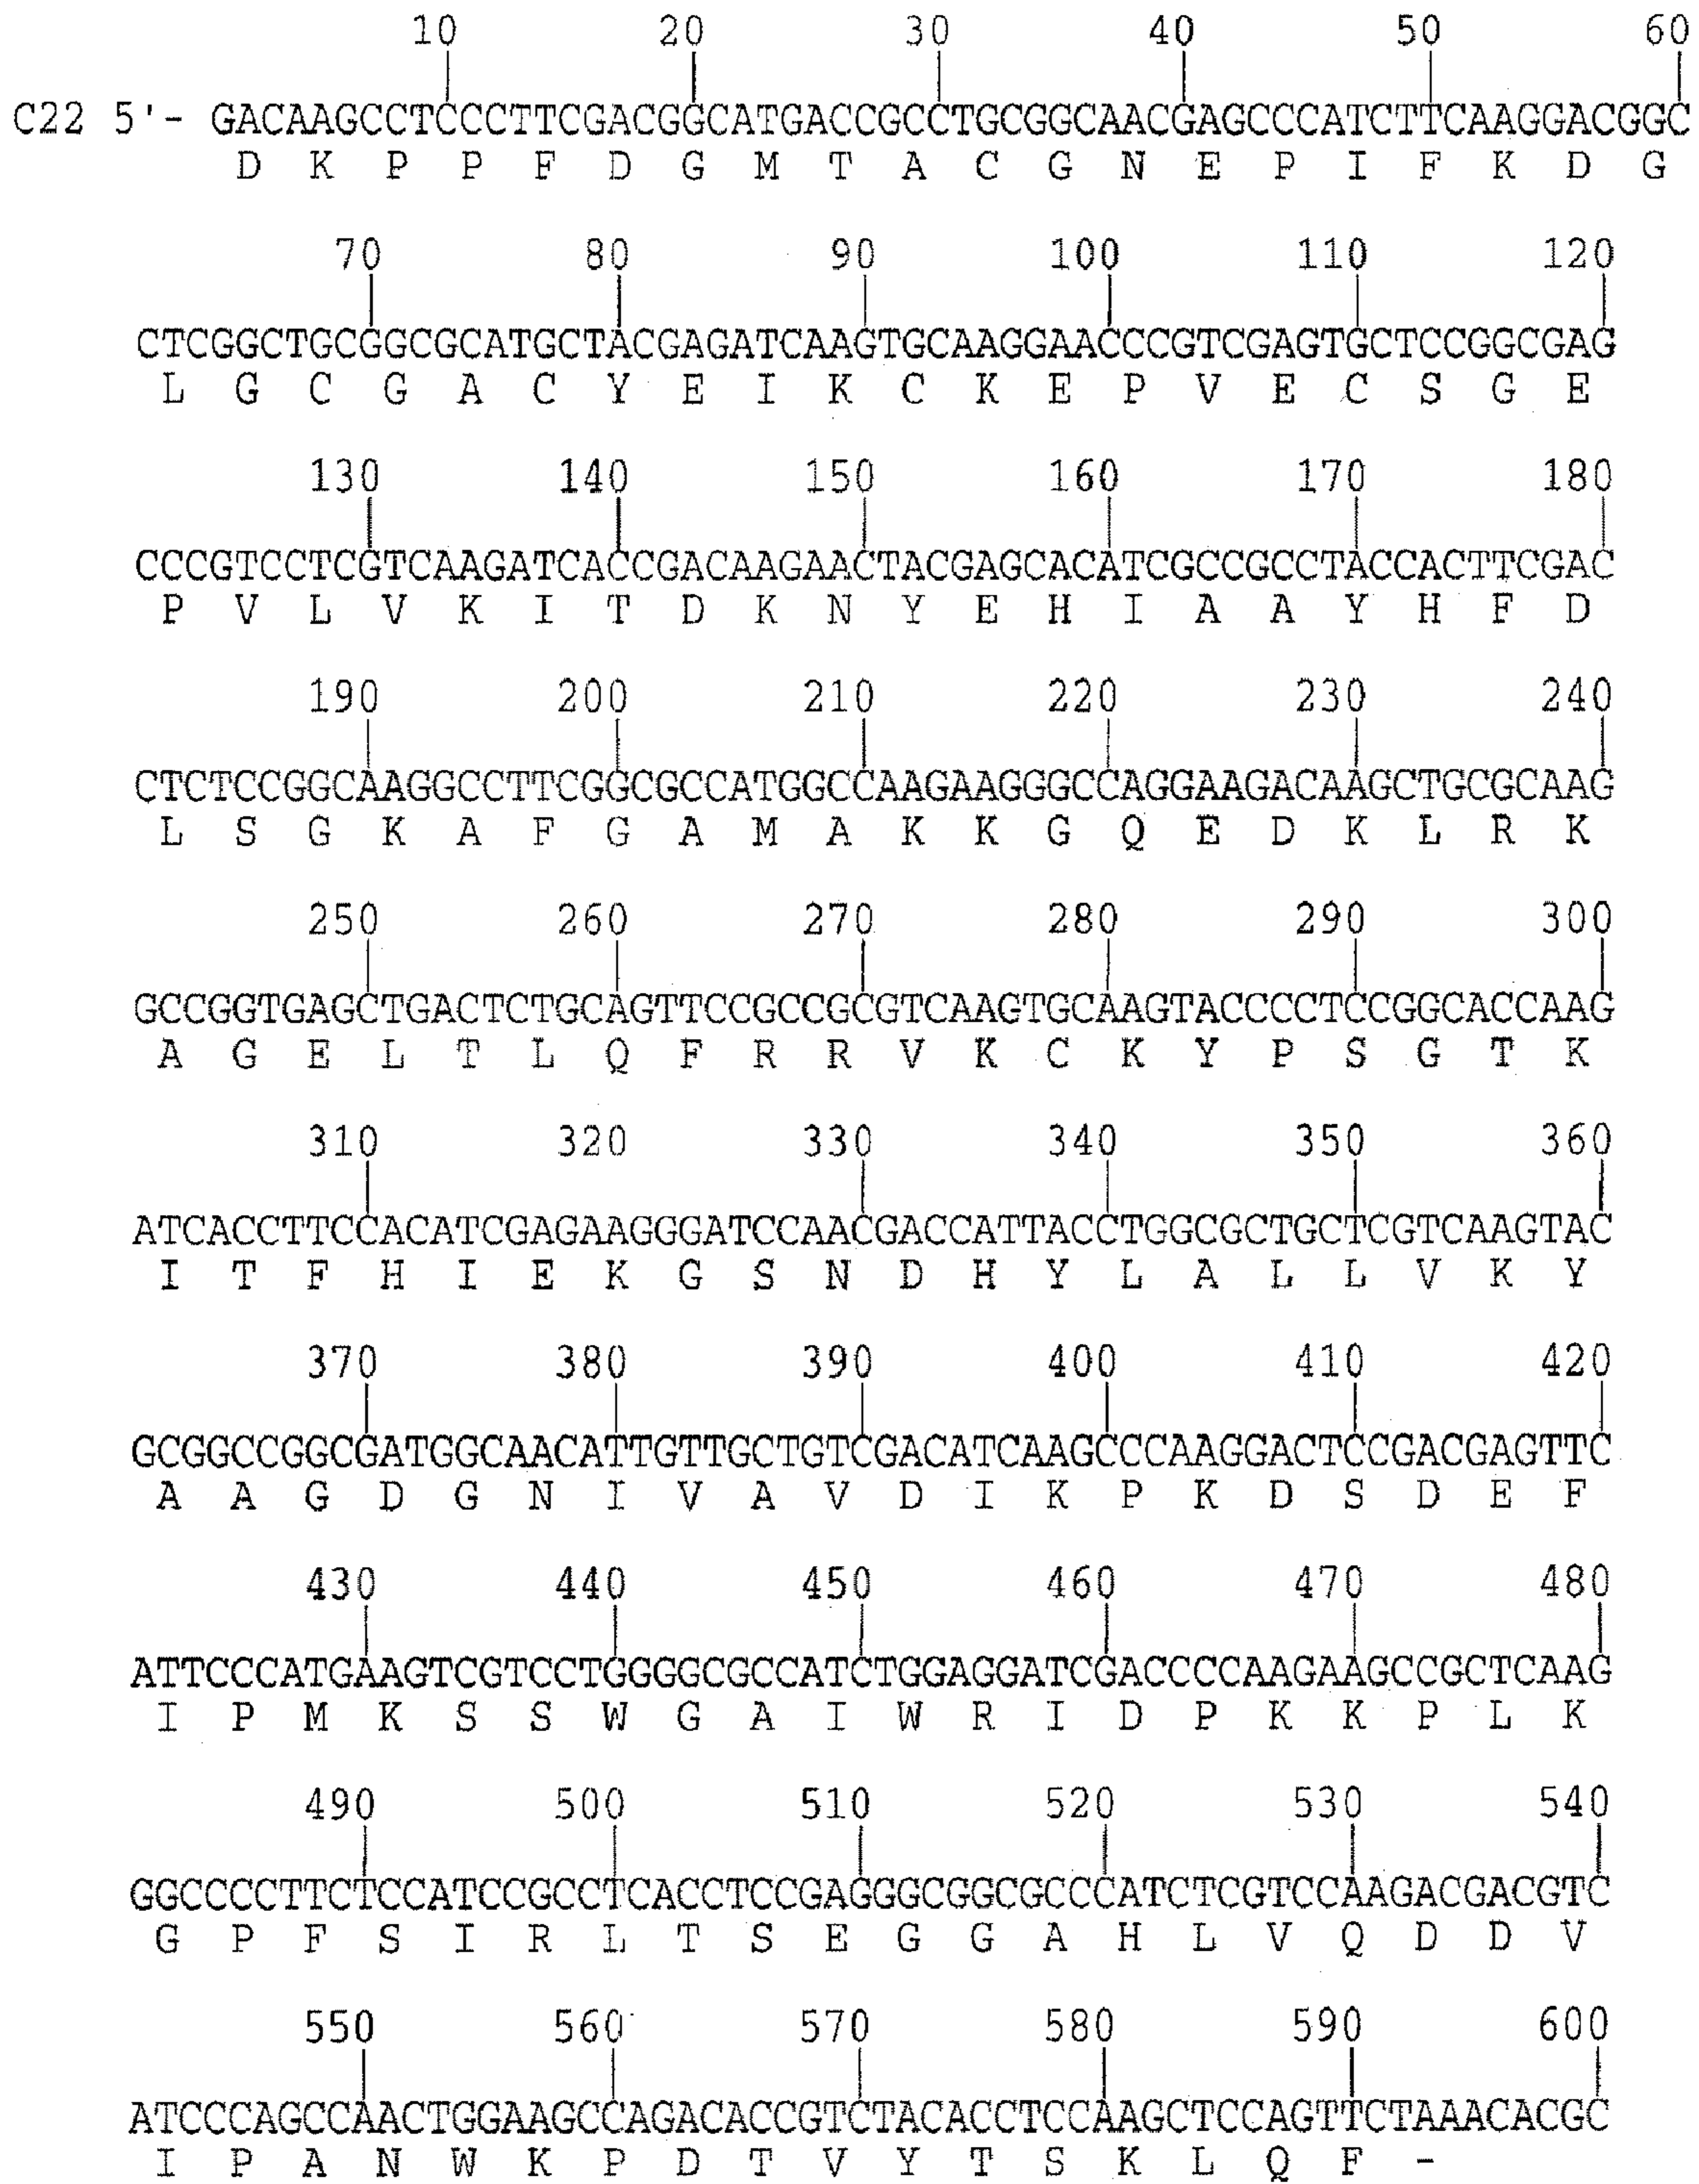 10 20 30 40 50 60
C22 5'- GACAAGCCTCCCTTCGACGGCATGACCGCCTGCGGCAACGAGCCCATCTTCAAGGACGGC
D K P P F D G M T A C G N E P I F K D G
70 80 90 100 110 120
CTCGGCTGCGGCGCATGCTACGAGATCAAGTGCAAGGAACCCGTCGAGTGCTCCGGCGAG
L G C G A C Y E I K C K E P V E C S G E
130 140 150 160 170 180
CCCGTCCTCGTCAAGATCACCGACAAGAACTACGAGCACATCGCCGCCTACCACTTCGAC
P V L V K I T D K N Y E H I A A Y H F D
190 200 210 220 230 240
CTCTCCGGCAAGGCCTTCGGCGCCATGGCCAAGAAGGGCCAGGAAGACAAGCTGCGCAAG
L S G K A F G A M A K K G Q E D K L R K
250 260 270 280 290 300
GCCGGTGAGCTGACTCTGCAGTTCCGCCGCGTCAAGTGCAAGTACCCCTCCGGCACCAAG
A G E L T L Q F R R V K C K Y P S G T K
310 320 330 340 350 360
ATCACCTTCCACATCGAGAAGGGATCCAACGACCATTACCTGGCGCTGCTCGTCAAGTAC
I T F H I E K G S N D H Y L A L L V K Y
370 380 390 400 410 420
GCGGCCGGCGATGGCAACATTGTTGCTGTCGACATCAAGCCCAAGGACTCCGACGAGTTC
A A G D G N I V A V D I K P K D S D E F
430 440 450 460 470 480
ATTCCCATGAAGTCGTCCTGGGGCGCCATCTGGAGGATCGACCCCAAGAAGCCGCTCAAG
I P M K S S W G A I W R I D P K K P L K
490 500 510 520 530 540
GGCCCCTTCTCCATCCGCCTCACCTCCGAGGGCGGCGCCCATCTCGTCCAAGACGACGTC
G P F S I R L T S E G G A H L V Q D D V
550 560 570 580 590 600
ATCCCAGCCAACTGGAAGCCAGACACCGTCTACACCTCCAAGCTCCAGTTCTAAACACGC
I P A N W K P D T V Y T S K L Q F -